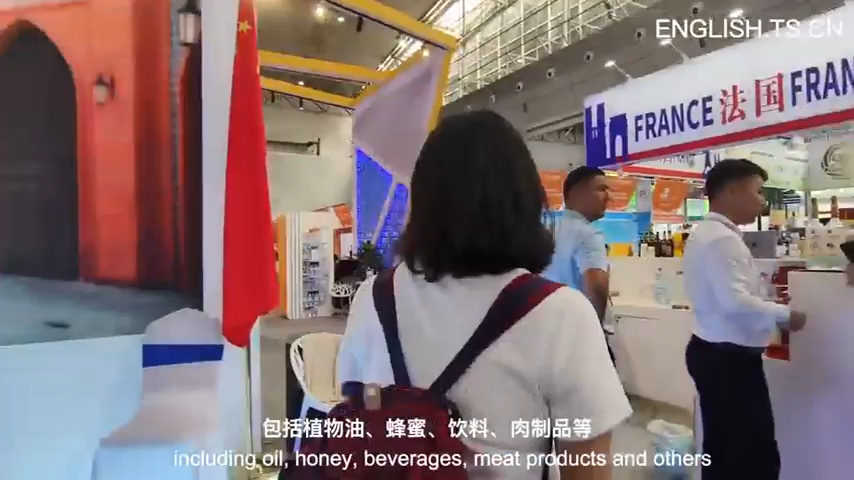 ENGLISH.TS.CN
FRANCE 法国 FRAN
包括植物油、蜂蜜、饮料、肉制品等
including oil, honey, beverages, meat products and others